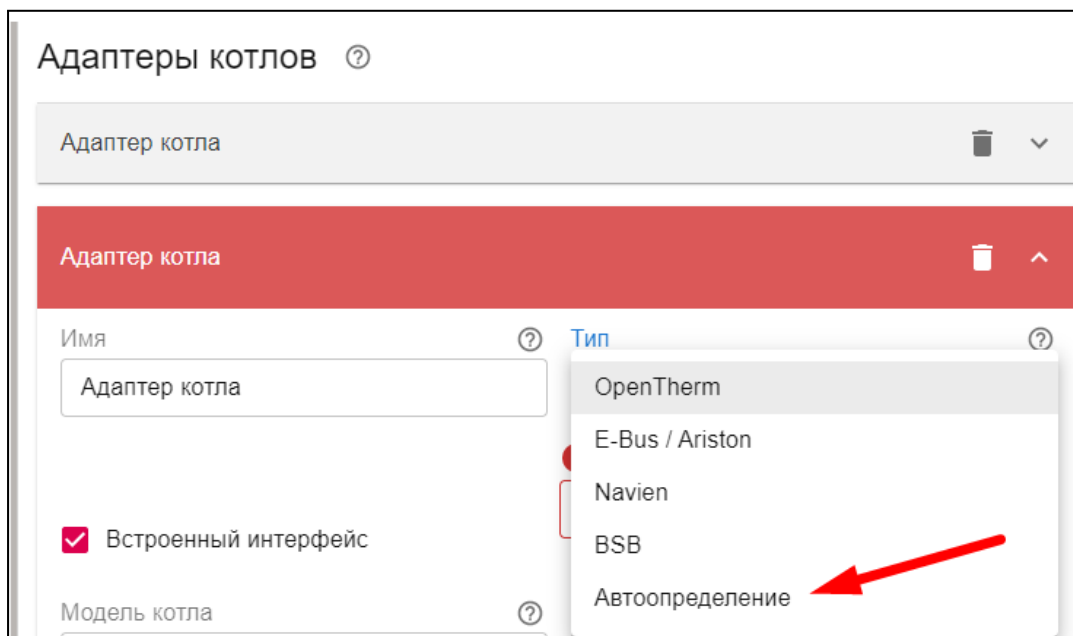 Адаптеры котлов
Адаптер котла
Адаптер котла
Имя
Тип
Адаптер котла
OpenTherm
E-Bus / Ariston
Navien
BSB
Автоопределение
Встроенный интерфейс
Модель котла